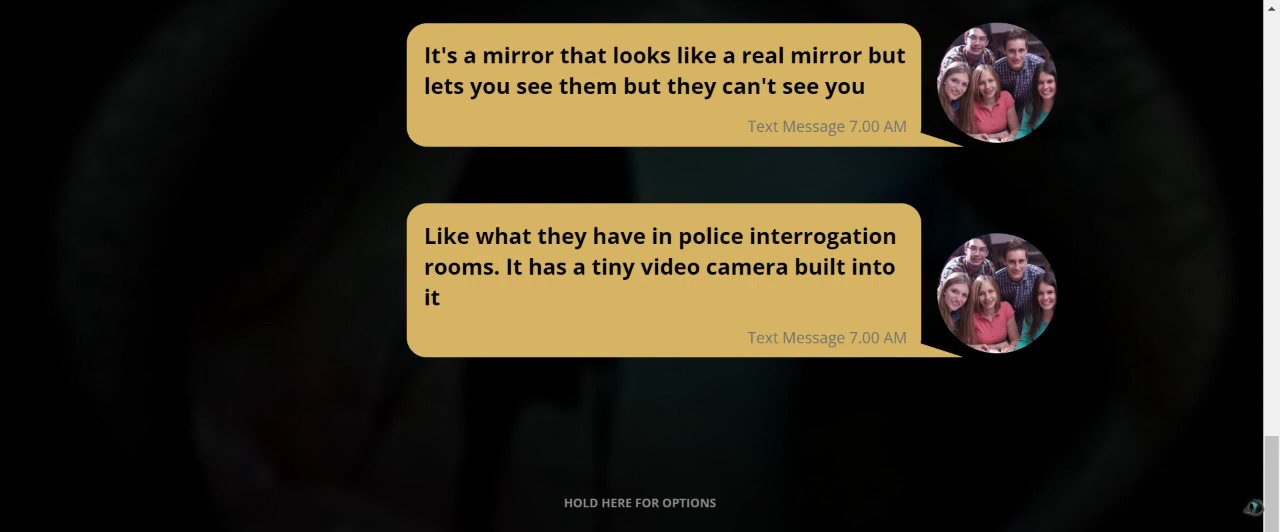 It's a mirror that looks like a real mirror but
lets you see them but they can't see you
Text Message 7.00 AM
Like what they have in police interrogation
rooms. It has a tiny video camera built into
it
Text Message 7.00 AM
HOLD HERE FOR OPTIONS